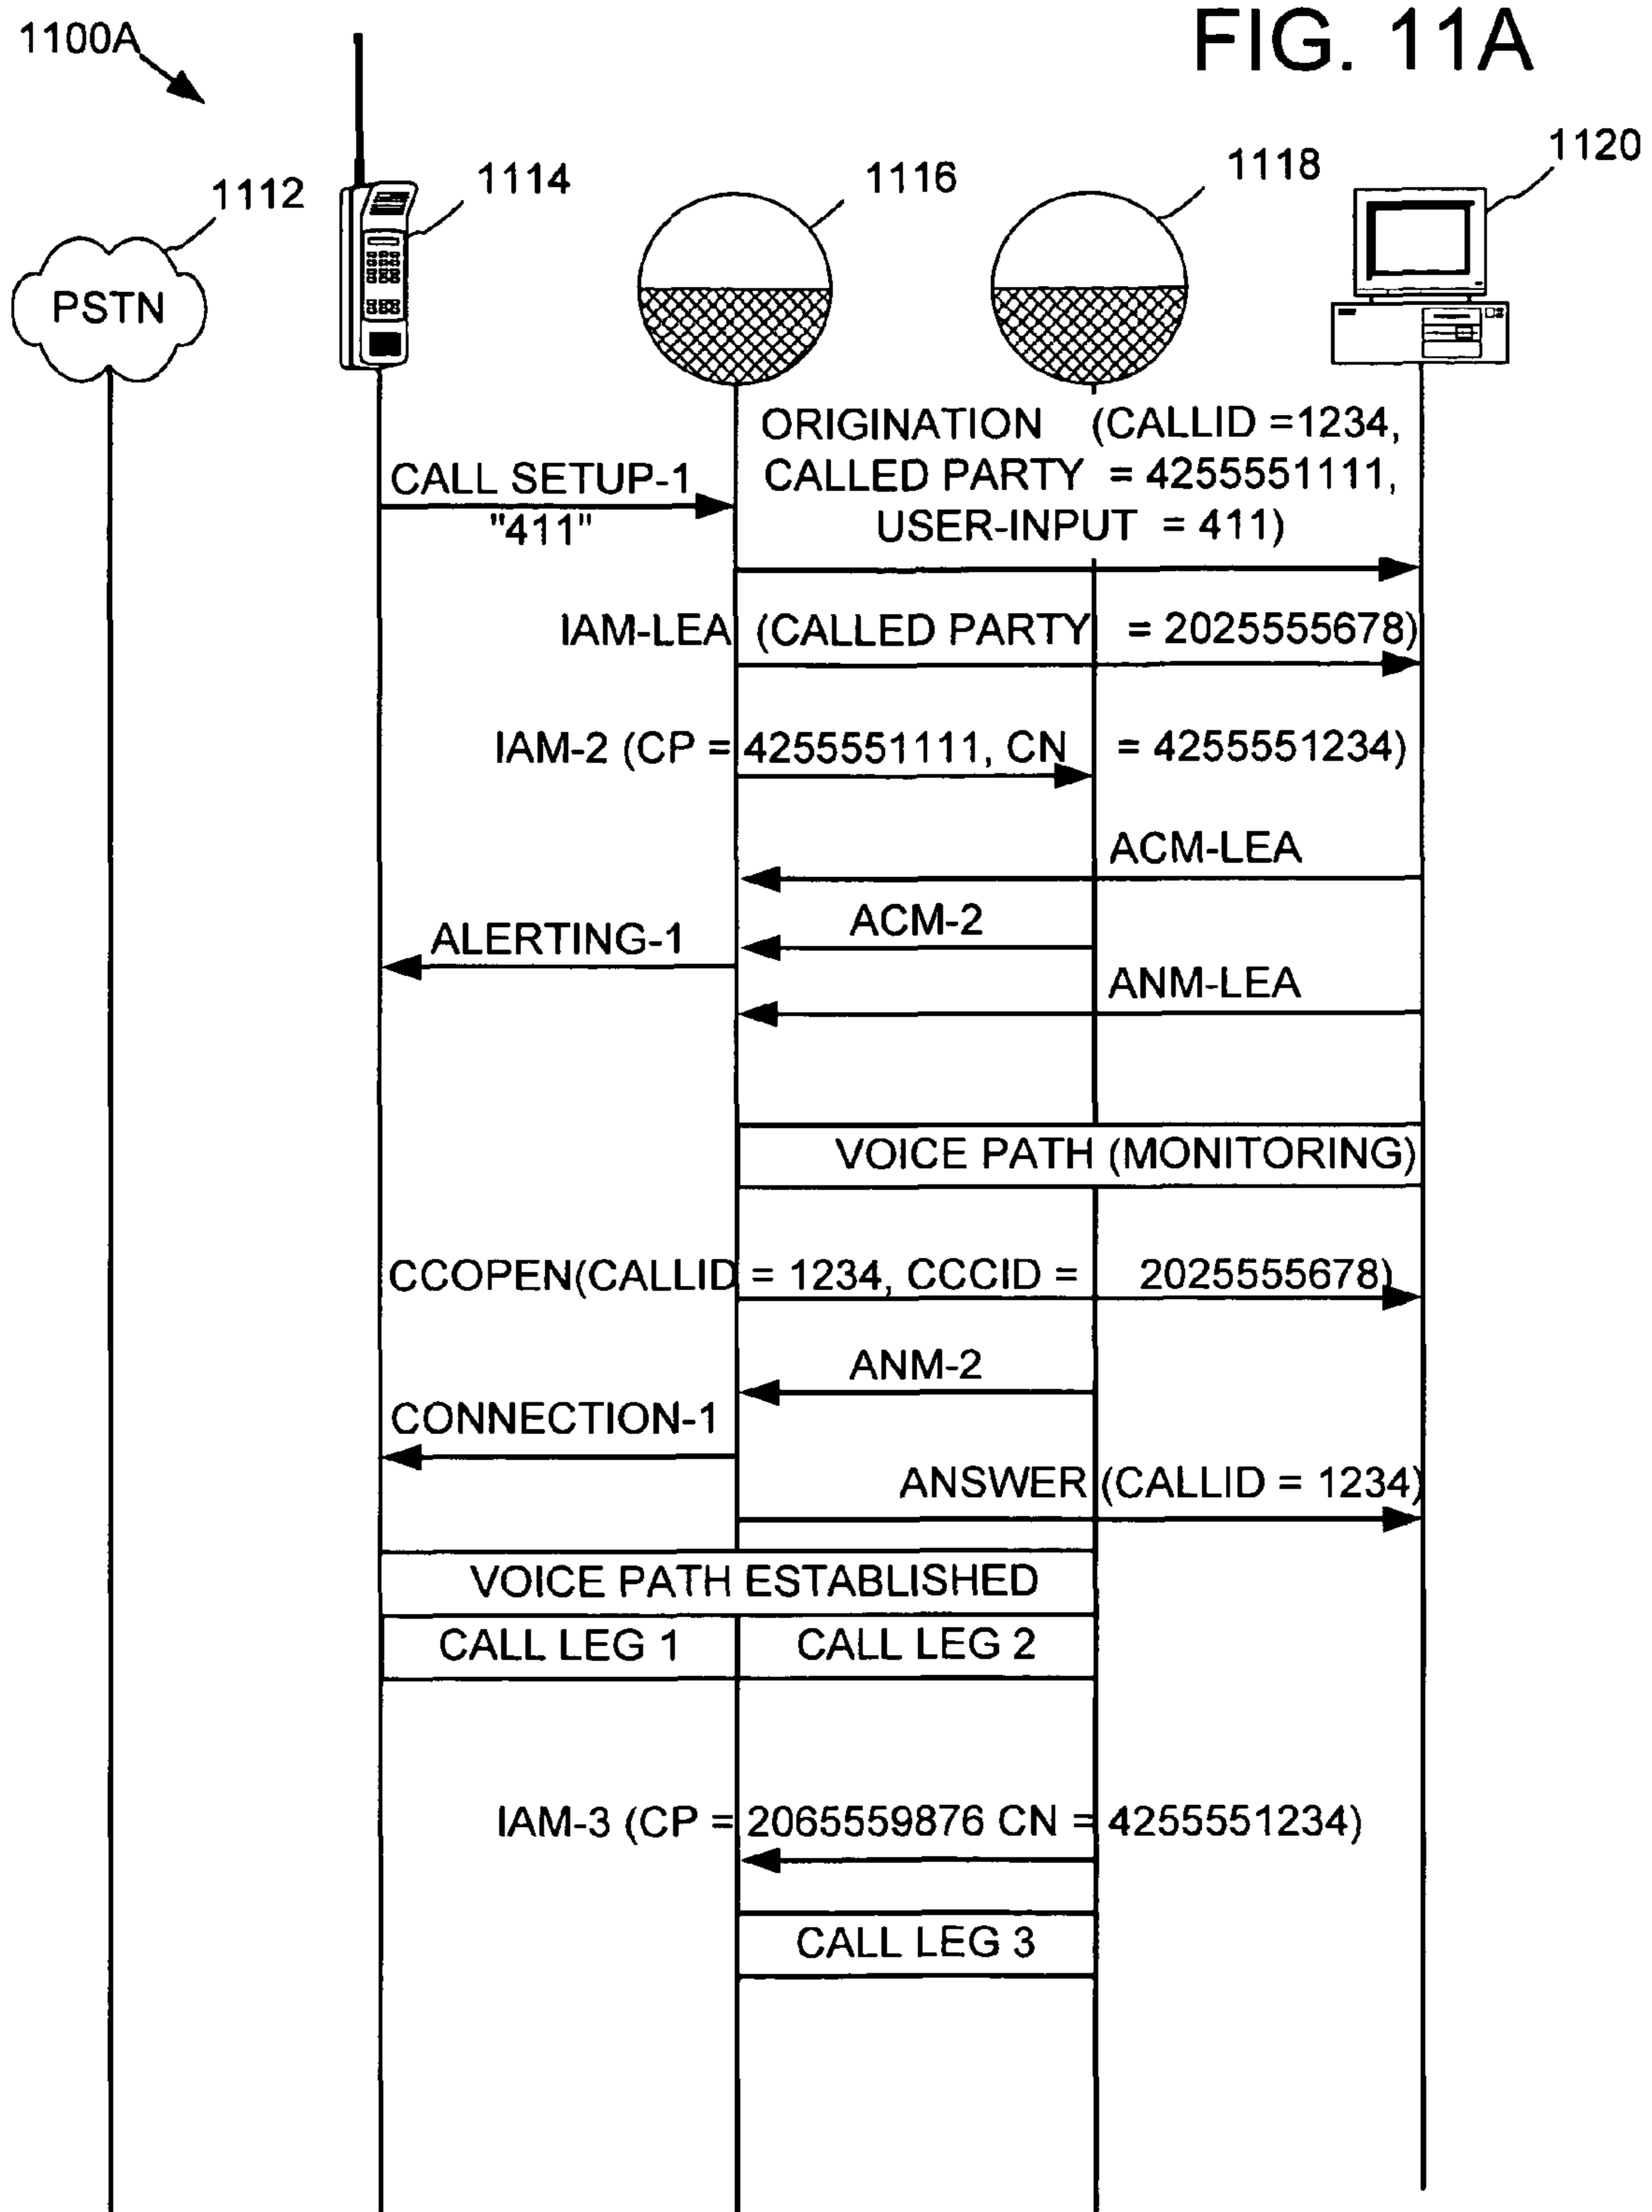 FIG. 11A
1100A
1112
1114
1116
1118
1120
PSTN
ORIGINATION (CALLID =1234,
CALLED PARTY = 4255551111,
USER-INPUT = 411)
CALL SETUP-1
"411"
IAM-LEA (CALLED PARTY = 2025555678)
IAM-2 (CP = 4255551111, CN = 4255551234)
ACM-LEA
ACM-2
ALERTING-1
ANM-LEA
VOICE PATH (MONITORING)
CCOPEN(CALLID = 1234, CCCID = 2025555678)
ANM-2
CONNECTION-1
ANSWER (CALLID = 1234)
VOICE PATH ESTABLISHED
CALL LEG 1 CALL LEG 2
IAM-3 (CP = 2065559876 CN = 4255551234)
CALL LEG 3